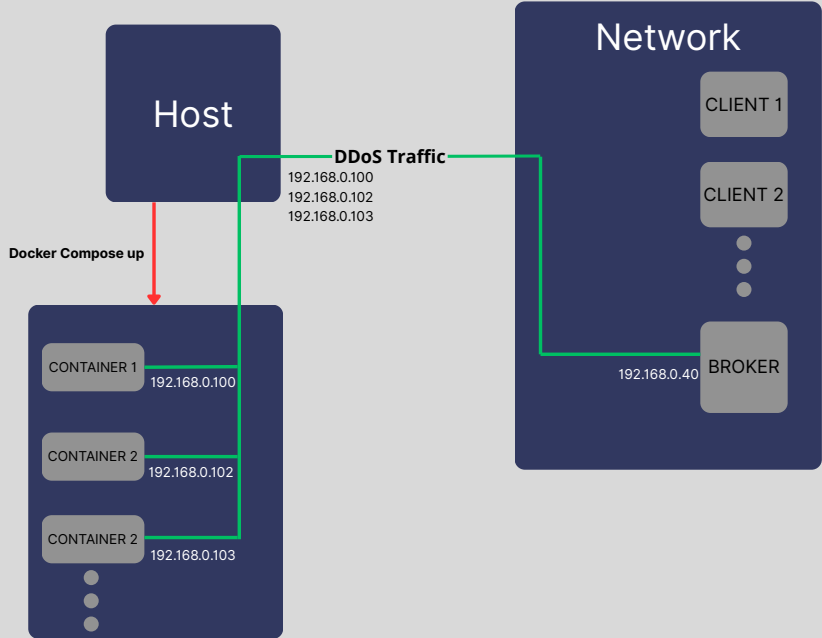 Host
Network
CLIENT 1
CLIENT 2
DDoS Traffic
192.168.0.100
192.168.0.102
192.168.0.103
Docker Compose up
CONTAINER 1
192.168.0.100
CONTAINER 2
192.168.0.102
CONTAINER 2
192.168.0.103
192.168.0.40
BROKER